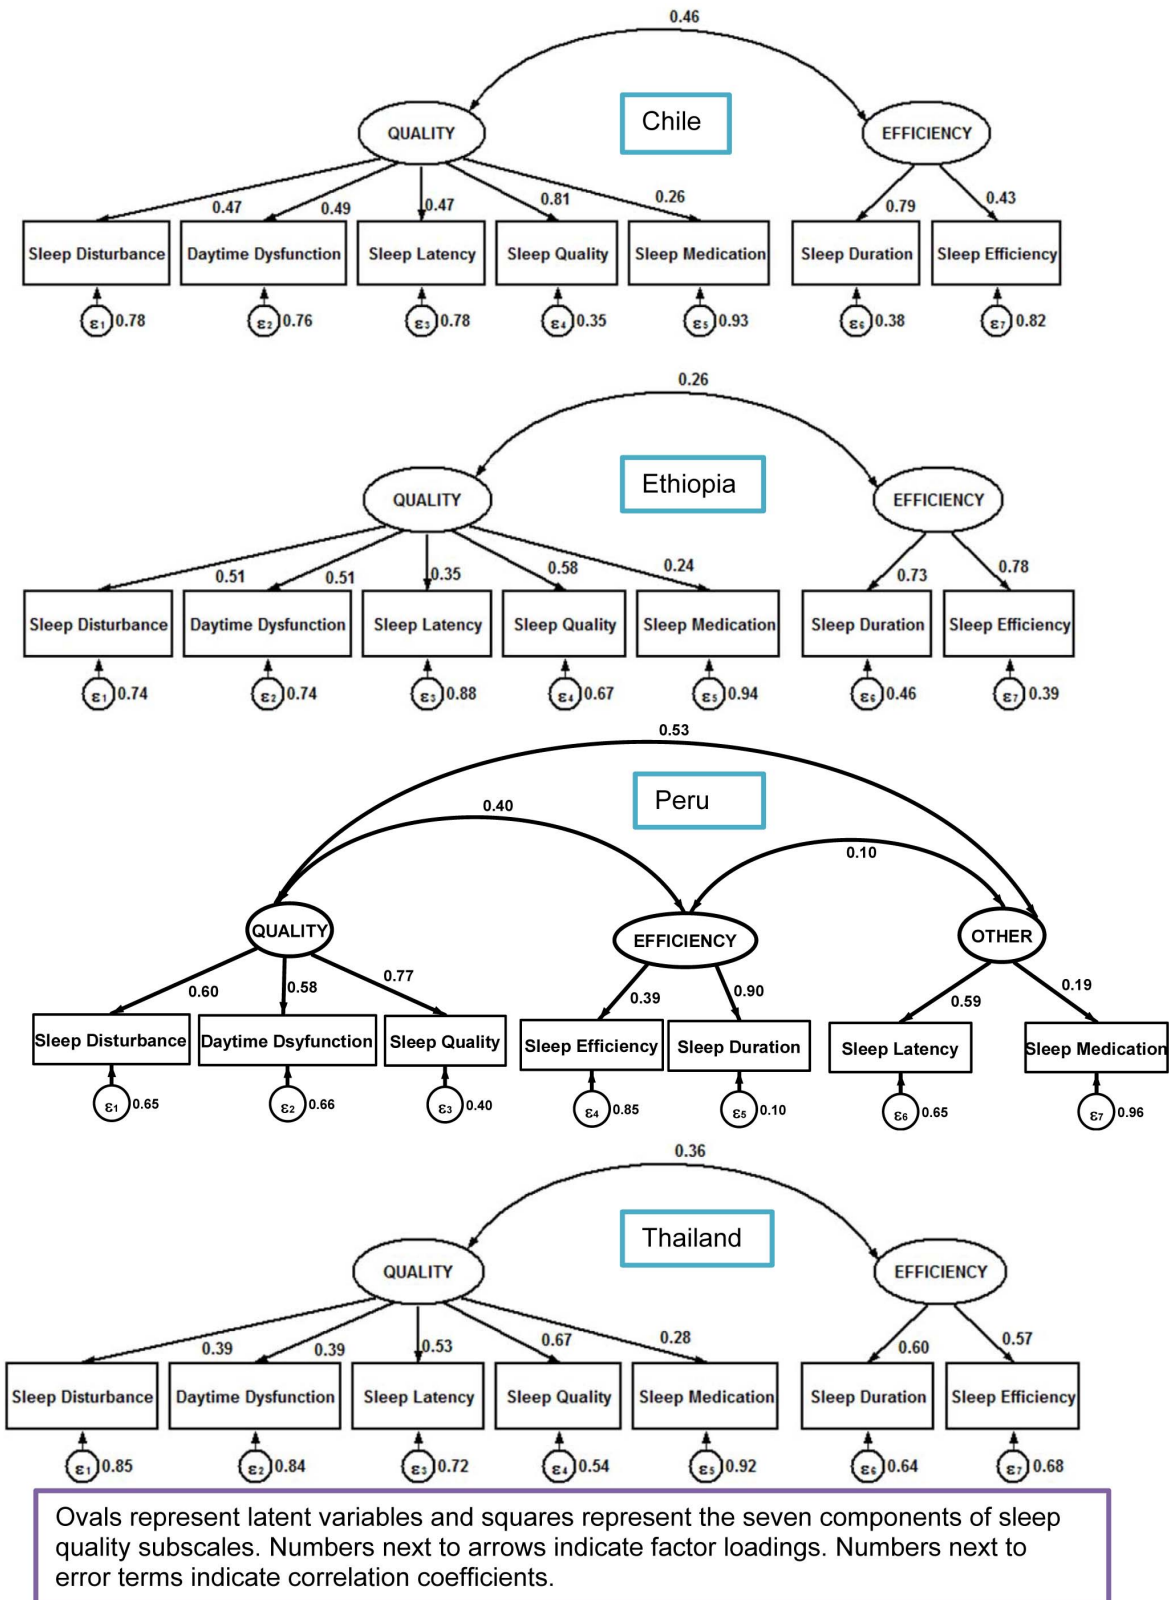 0.46
Chile
QUALITY EFFICIENCY
0.47 0.49 0.47 0.81 0.26 0.79 0.43
Sleep Disturbance Daytime Dysfunction Sleep Latency Sleep Quality Sleep Medication Sleep Duration Sleep Efficiency
ε1 0.78 ε2 0.76 ε3 0.78 ε4 0.35 ε5 0.93 ε6 0.38 ε7 0.82
0.26
Ethiopia
QUALITY EFFICIENCY
0.51 0.51 0.35 0.58 0.24 0.73 0.78
Sleep Disturbance Daytime Dysfunction Sleep Latency Sleep Quality Sleep Medication Sleep Duration Sleep Efficiency
ε1 0.74 ε2 0.74 ε3 0.88 ε4 0.67 ε5 0.94 ε6 0.46 ε7 0.39
0.53
Peru
0.40
0.10
QUALITY EFFICIENCY OTHER
0.60 0.58 0.77 0.39 0.90 0.59 0.19
Sleep Disturbance Daytime Dsyfunction Sleep Quality Sleep Efficiency Sleep Duration Sleep Latency Sleep Medication
ε1 0.65 ε2 0.66 ε3 0.40 ε4 0.85 ε5 0.10 ε6 0.65 ε7 0.96
0.36
Thailand
QUALITY EFFICIENCY
0.39 0.39 0.53 0.67 0.28 0.60 0.57
Sleep Disturbance Daytime Dysfunction Sleep Latency Sleep Quality Sleep Medication Sleep Duration Sleep Efficiency
ε1 0.85 ε2 0.84 ε3 0.72 ε4 0.54 ε5 0.92 ε6 0.64 ε7 0.68
Ovals represent latent variables and squares represent the seven components of sleep
quality subscales. Numbers next to arrows indicate factor loadings. Numbers next to
error terms indicate correlation coefficients.